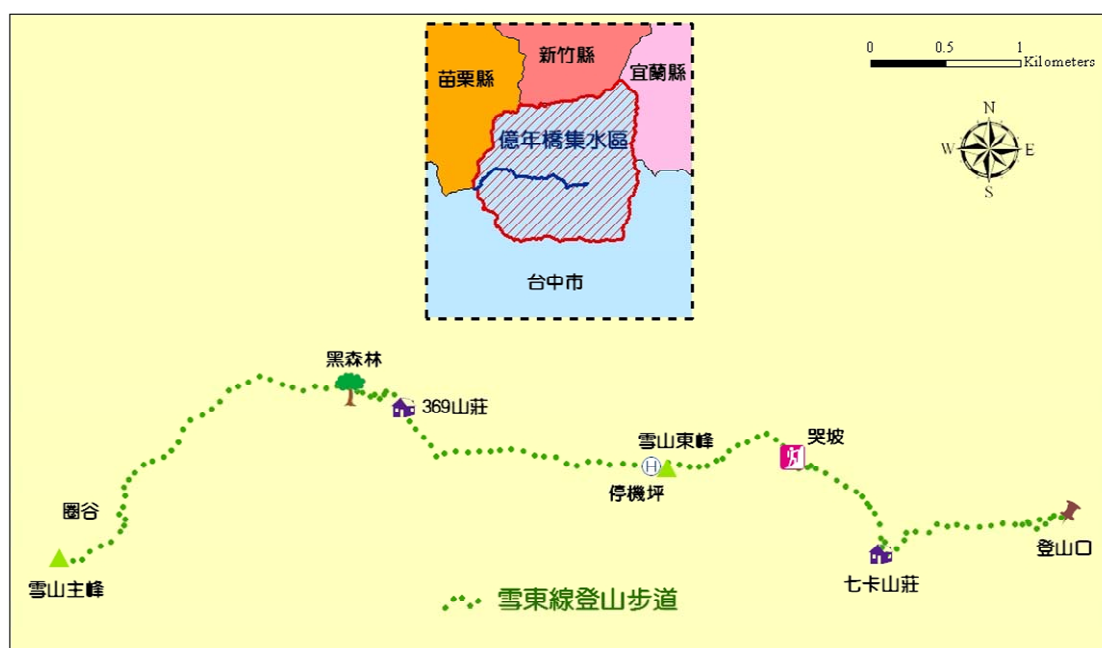 新竹縣
苗栗縣
宜蘭縣
億年橋集水區
台中市
0 0.5 1
Kilometers
N
W E
S
黑森林
369山莊
雪山東峰
H
停機坪
哭坡
圈谷
雪山主峰
登山口
七卡山莊
雪東線登山步道